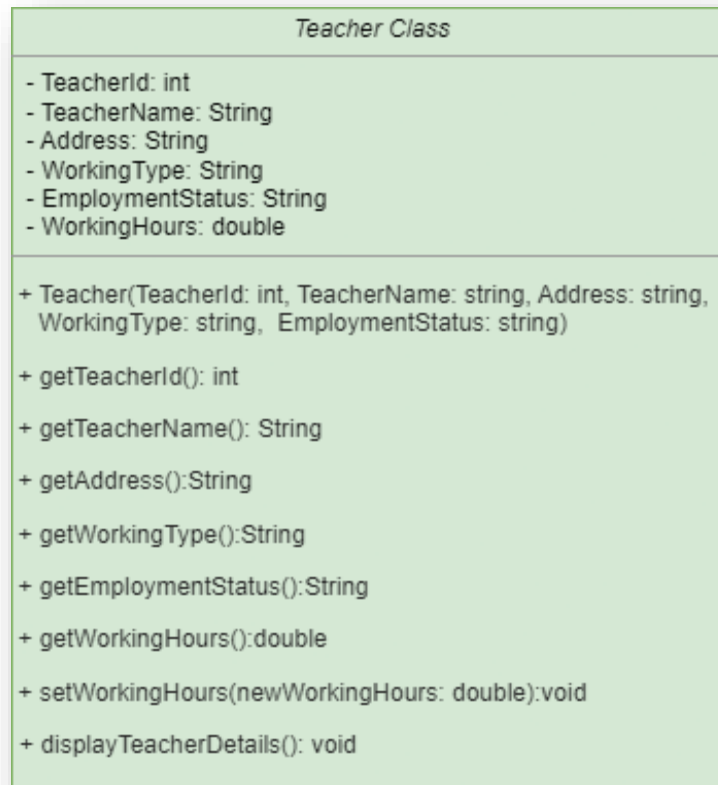 Teacher Class
- TeacherId: int
- TeacherName: String
- Address: String
- WorkingType: String
- EmploymentStatus: String
- WorkingHours: double
+ Teacher(TeacherId: int, TeacherName: string, Address: string,
WorkingType: string, EmploymentStatus: string)
+ getTeacherId(): int
+ getTeacherName(): String
+ getAddress():String
+ getWorkingType():String
+ getEmploymentStatus():String
+ getWorkingHours():double
+ setWorkingHours(newWorkingHours: double):void
+ displayTeacherDetails(): void